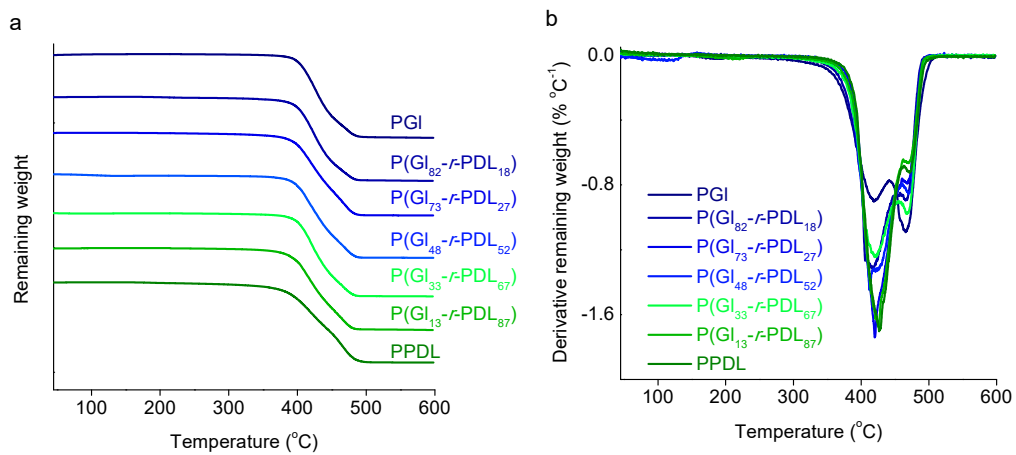 a
Remaining weight
PGl
P(Gl82-r-PDL18)
P(Gl73-r-PDL27)
P(Gl48-r-PDL52)
P(Gl33-r-PDL67)
P(Gl13-r-PDL87)
PPDL
100 200 300 400 500 600
Temperature (°C)
b
Derivative remaining weight (% °C⁻¹)
0.0
-0.8
-1.6
PGl
P(Gl82-r-PDL18)
P(Gl73-r-PDL27)
P(Gl48-r-PDL52)
P(Gl33-r-PDL67)
P(Gl13-r-PDL87)
PPDL
100 200 300 400 500 600
Temperature (°C)